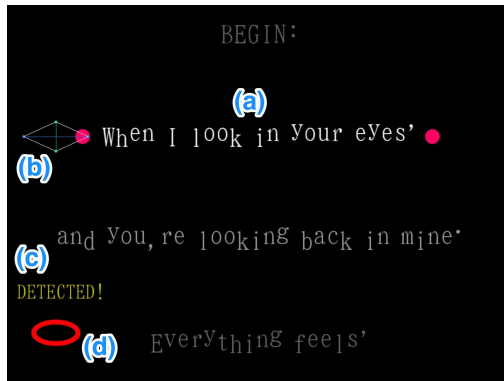 BEGIN:
(a)
When I look in your eyes’
(b)
and you,re looking back in mine·
(c)
DETECTED!
(d)
Everything feels’